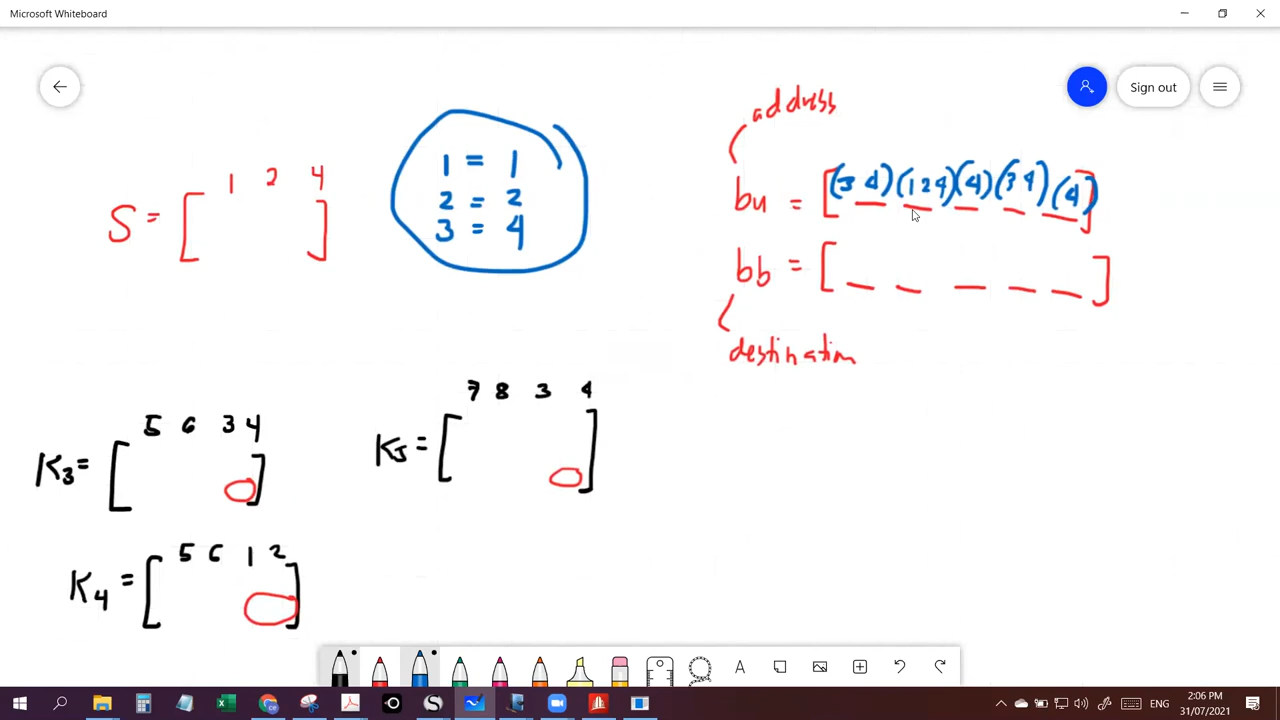 Microsoft Whiteboard
Sign out
address
1 2 4
S = [ ]
1 = 1
2 = 2
3 = 4
bu = [(3 4)(1 2 4)(4)(3 4)(4)]
bb = [_ _ _ _ _]
destination
5 6 3 4
K3 = [ ]
7 8 3 4
K5 = [ ]
5 6 1 2
K4 = [ ]
2:06 PM
31/07/2021